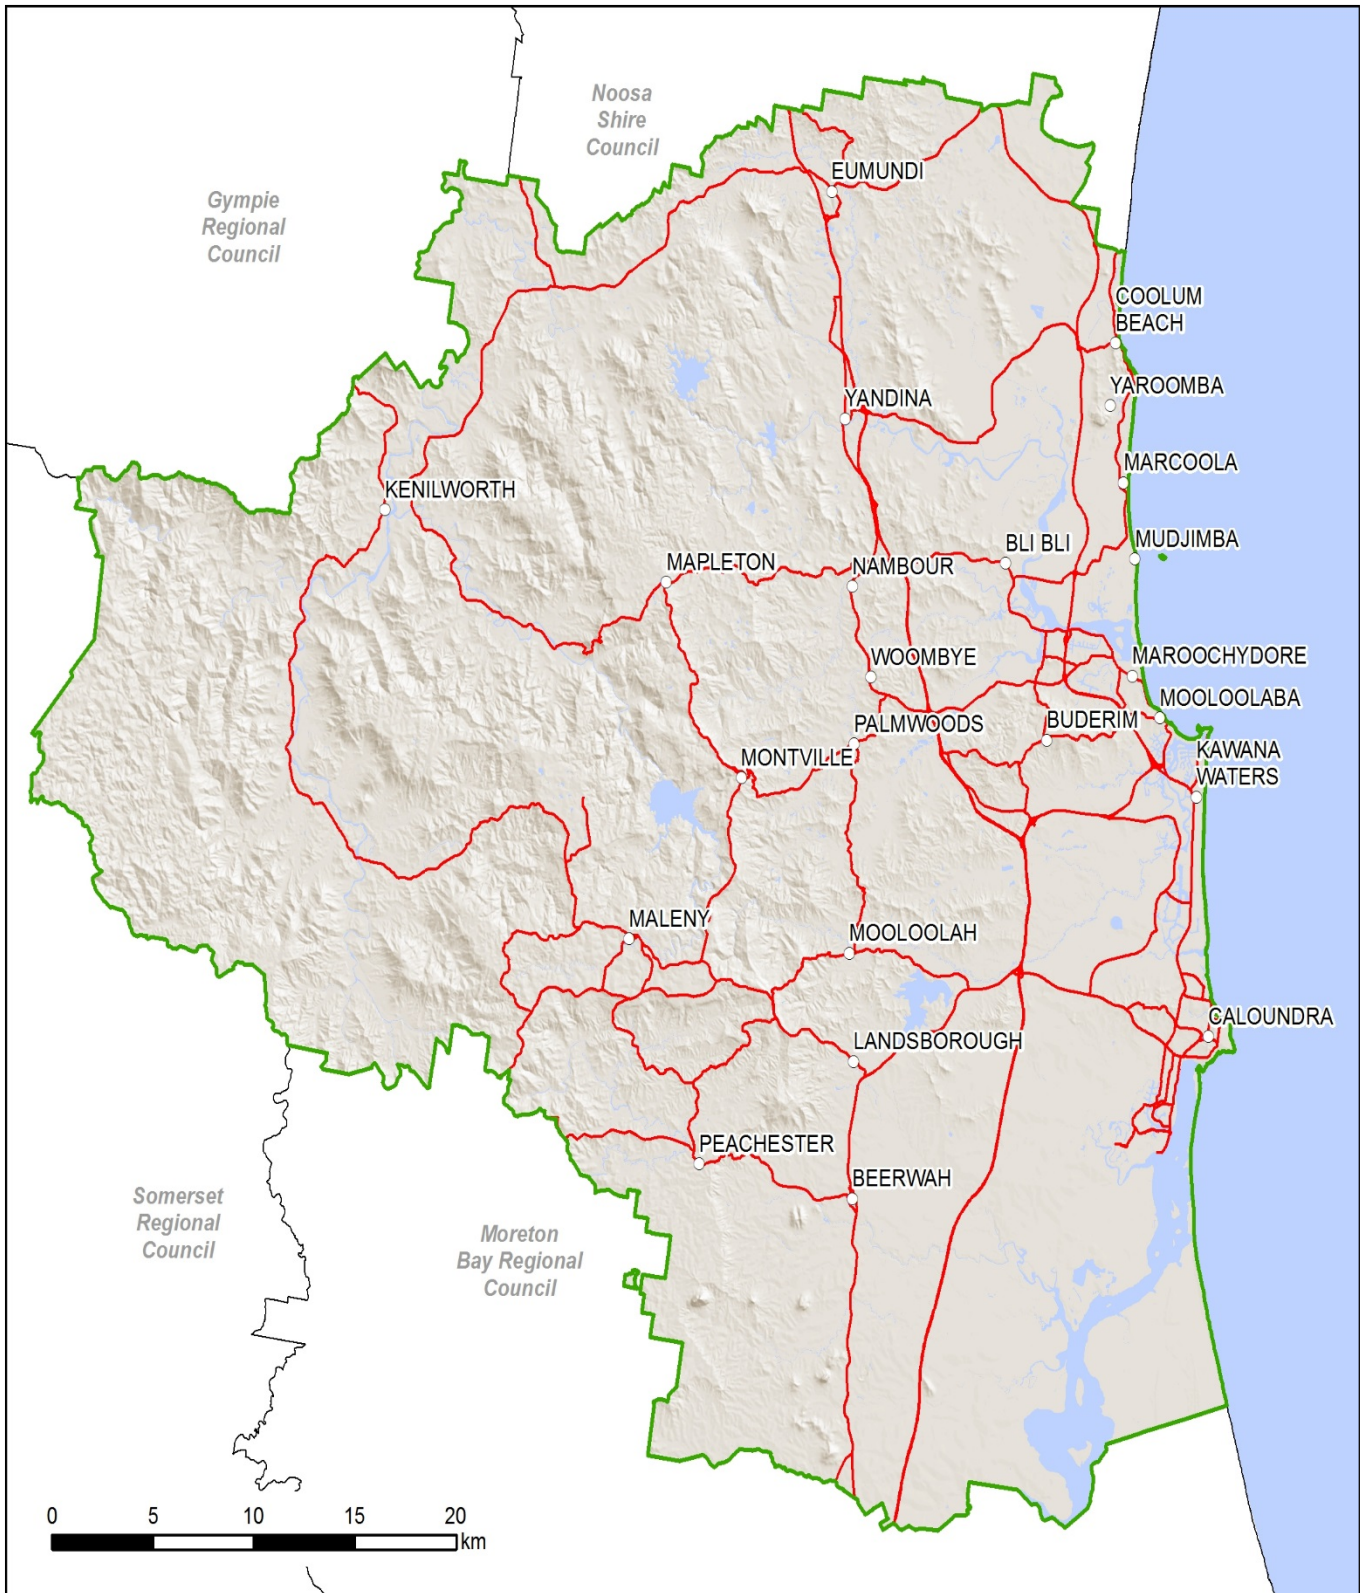 Noosa
Shire
Council
EUMUNDI
Gympie
Regional
Council
COOLUM
BEACH
YAROOMBA
YANDINA
MARCOOLA
KENILWORTH
MUDJIMBA
BLI BLI
MAPLETON
NAMBOUR
WOOMBYE
MAROOCHYDORE
MOOLOOLABA
PALMWOODS
BUDERIM
MONTVILLE
KAWANA
WATERS
MALENY
MOOLOOLAH
CALOUNDRA
LANDSBOROUGH
PEACHESTER
BEERWAH
Somerset
Regional
Council
Moreton
Bay Regional
Council
0 5 10 15 20
km